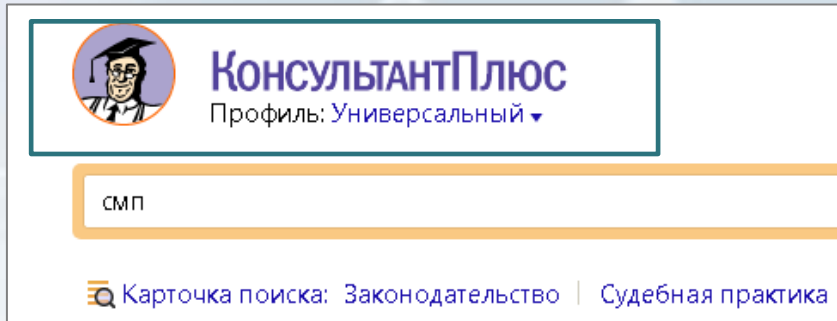 КонсультантПлюс
Профиль: Универсальный
смп
Карточка поиска: Законодательство | Судебная практика